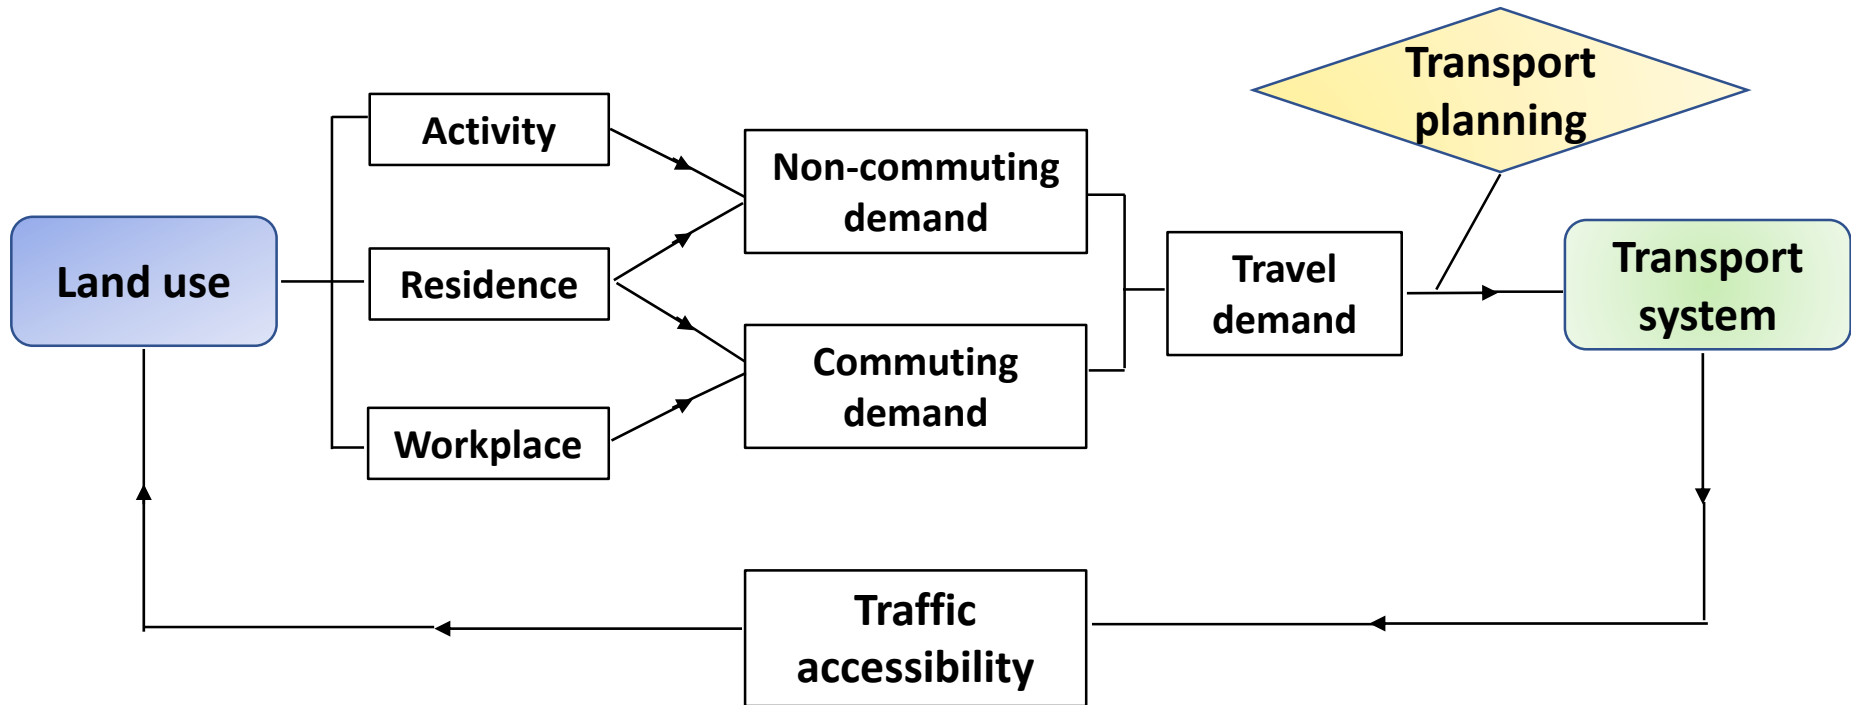 Transport
planning
Activity
Non-commuting
demand
Land use
Residence
Travel
demand
Transport
system
Commuting
demand
Workplace
Traffic
accessibility